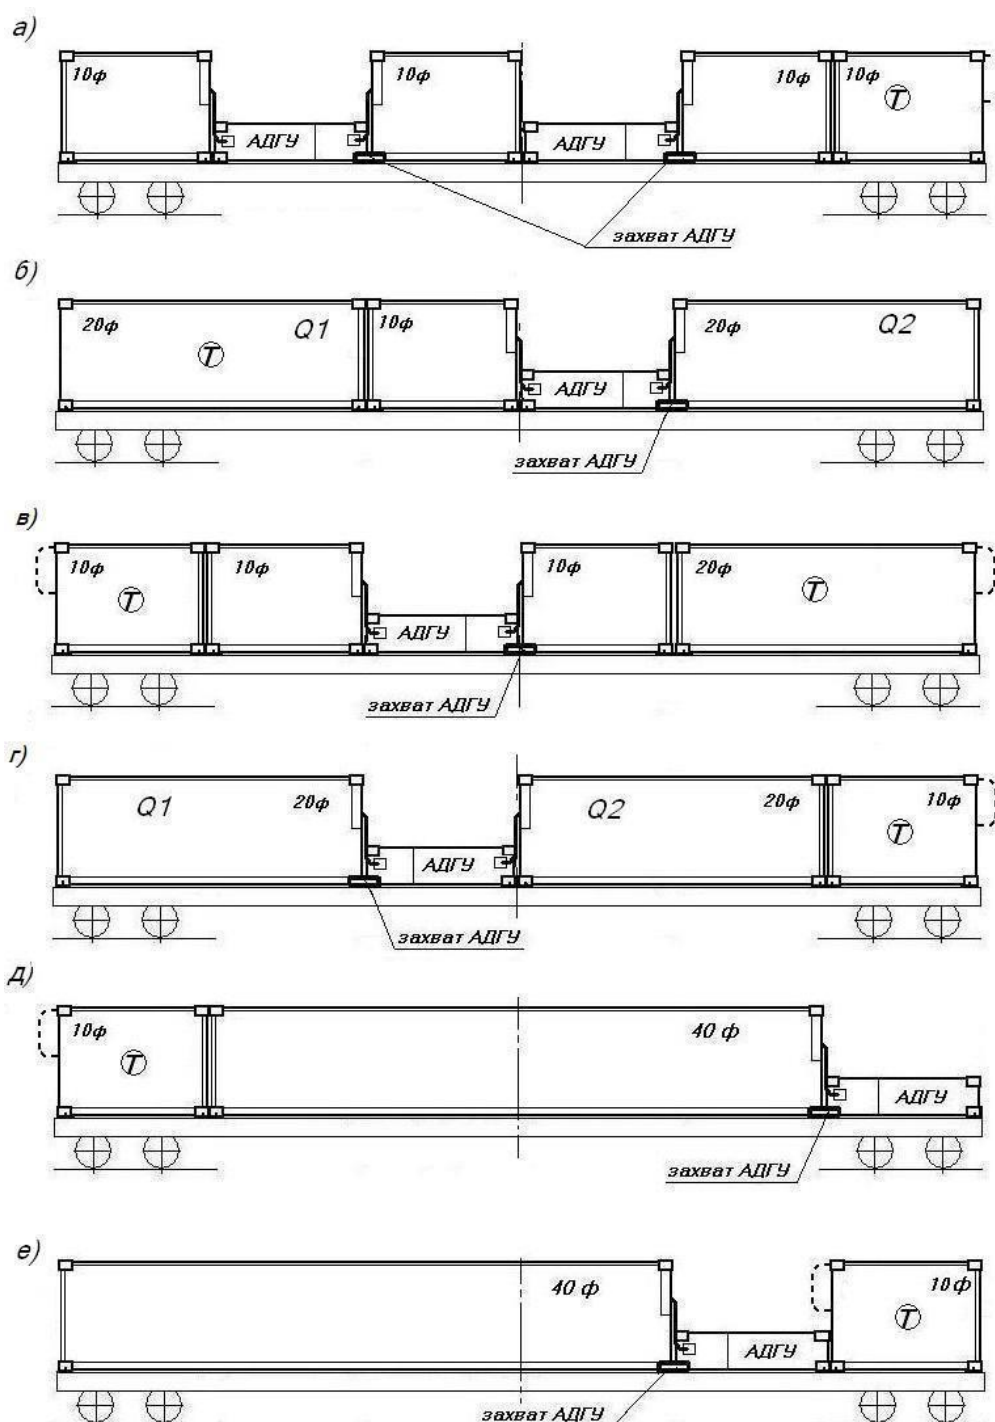 а)
10ф 10ф 10ф 10ф
Т
АДГУ АДГУ
захват АДГУ
б)
20ф Q1 10ф 20ф Q2
Т
АДГУ
захват АДГУ
в)
10ф 10ф 10ф 20ф
Т Т
АДГУ
захват АДГУ
г)
Q1 20ф Q2 20ф 10ф
Т
АДГУ
захват АДГУ
д)
10ф 40 ф
Т
АДГУ
захват АДГУ
е)
40 ф 10ф
Т
АДГУ
захват АДГУ